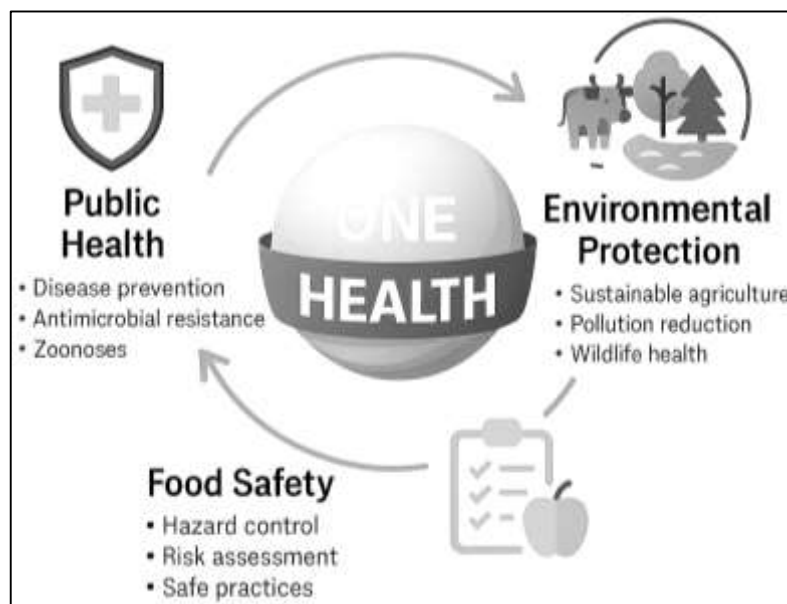 Public
Health
• Disease prevention
• Antimicrobial resistance
• Zoonoses
ONE
HEALTH
Environmental
Protection
• Sustainable agriculture
• Pollution reduction
• Wildlife health
Food Safety
• Hazard control
• Risk assessment
• Safe practices